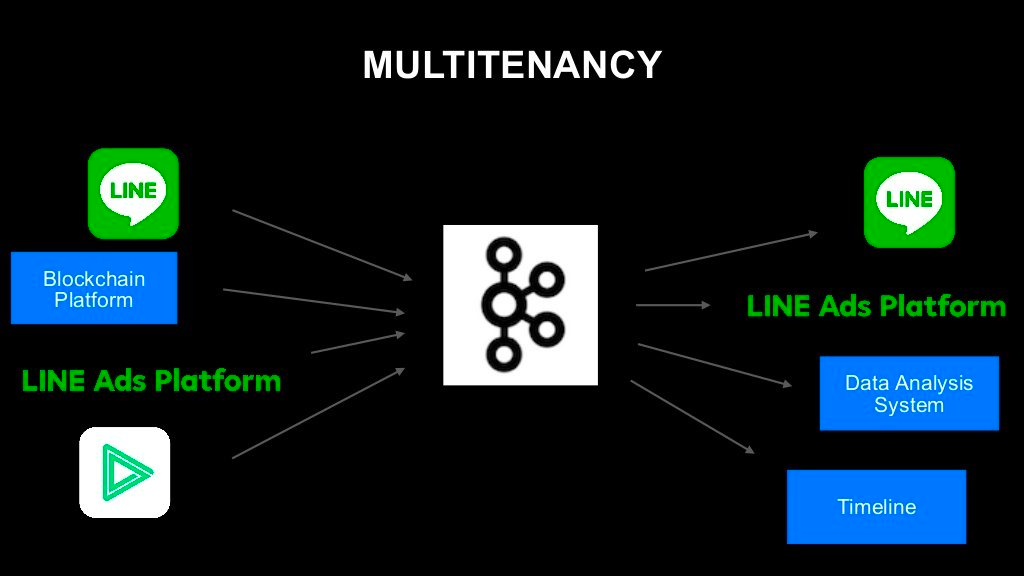 MULTITENANCY
LINE
Blockchain
Platform
LINE Ads Platform
LINE
LINE Ads Platform
Data Analysis
System
Timeline